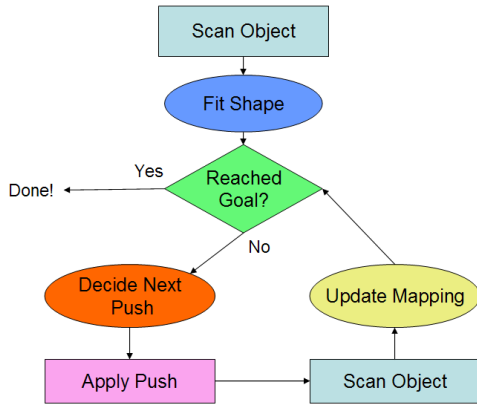 Scan Object
Fit Shape
Yes
Reached
Goal?
Done!
No
Decide Next
Push
Update Mapping
Apply Push
Scan Object